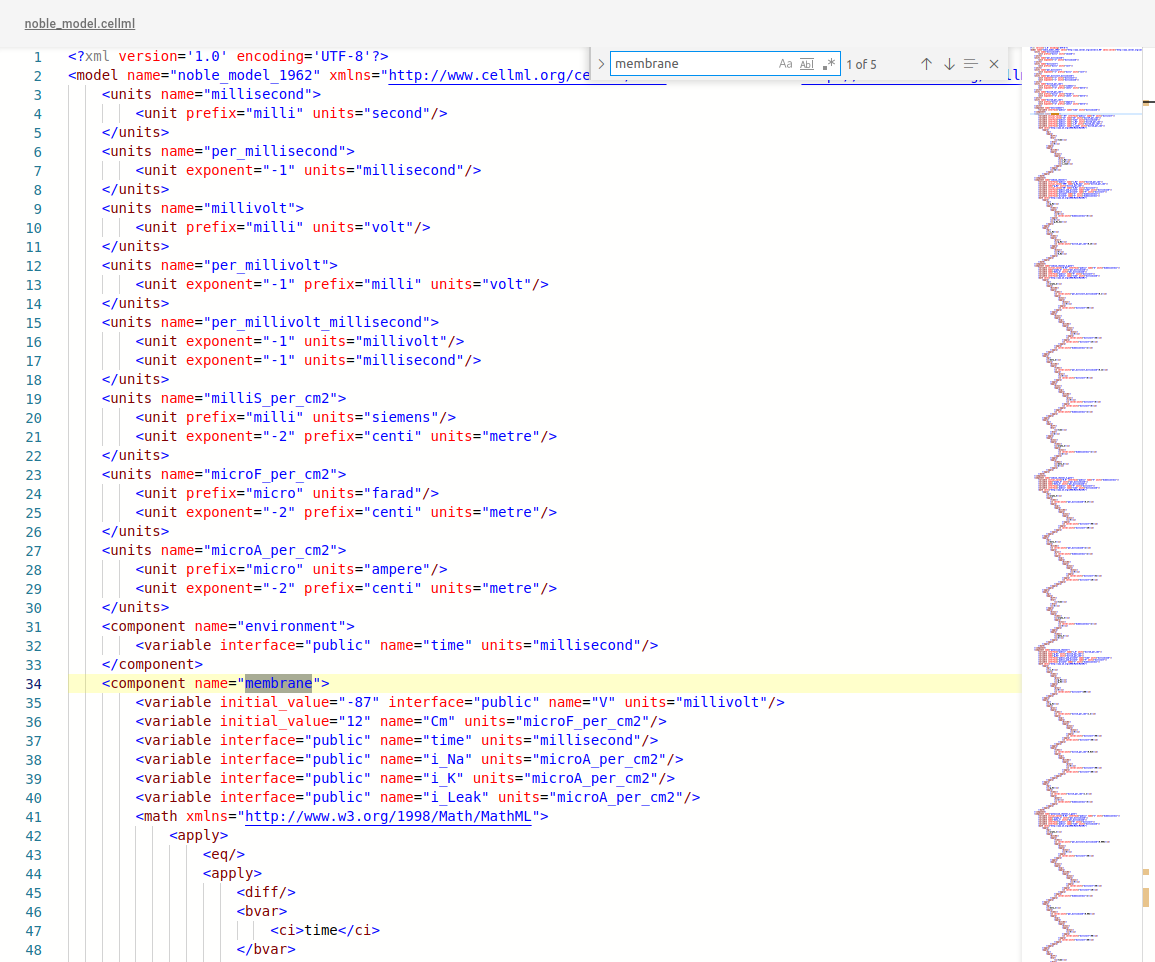 noble_model.cellml
membrane
Aa
Abl
1 of 5
1 <?xml version='1.0' encoding='UTF-8'?>
2 <model name="noble_model_1962" xmlns="http://www.cellml.org/ce
3 <units name="millisecond">
4 <unit prefix="milli" units="second"/>
5 </units>
6 <units name="per_millisecond">
7 <unit exponent="-1" units="millisecond"/>
8 </units>
9 <units name="millivolt">
10 <unit prefix="milli" units="volt"/>
11 </units>
12 <units name="per_millivolt">
13 <unit exponent="-1" prefix="milli" units="volt"/>
14 </units>
15 <units name="per_millivolt_millisecond">
16 <unit exponent="-1" units="millivolt"/>
17 <unit exponent="-1" units="millisecond"/>
18 </units>
19 <units name="milliS_per_cm2">
20 <unit prefix="milli" units="siemens"/>
21 <unit exponent="-2" prefix="centi" units="metre"/>
22 </units>
23 <units name="microF_per_cm2">
24 <unit prefix="micro" units="farad"/>
25 <unit exponent="-2" prefix="centi" units="metre"/>
26 </units>
27 <units name="microA_per_cm2">
28 <unit prefix="micro" units="ampere"/>
29 <unit exponent="-2" prefix="centi" units="metre"/>
30 </units>
31 <component name="environment">
32 <variable interface="public" name="time" units="millisecond"/>
33 </component>
34 <component name="membrane">
35 <variable initial_value="-87" interface="public" name="V" units="millivolt"/>
36 <variable initial_value="12" name="Cm" units="microF_per_cm2"/>
37 <variable interface="public" name="time" units="millisecond"/>
38 <variable interface="public" name="i_Na" units="microA_per_cm2"/>
39 <variable interface="public" name="i_K" units="microA_per_cm2"/>
40 <variable interface="public" name="i_Leak" units="microA_per_cm2"/>
41 <math xmlns="http://www.w3.org/1998/Math/MathML">
42 <apply>
43 <eq/>
44 <apply>
45 <diff/>
46 <bvar>
47 <ci>time</ci>
48 </bvar>